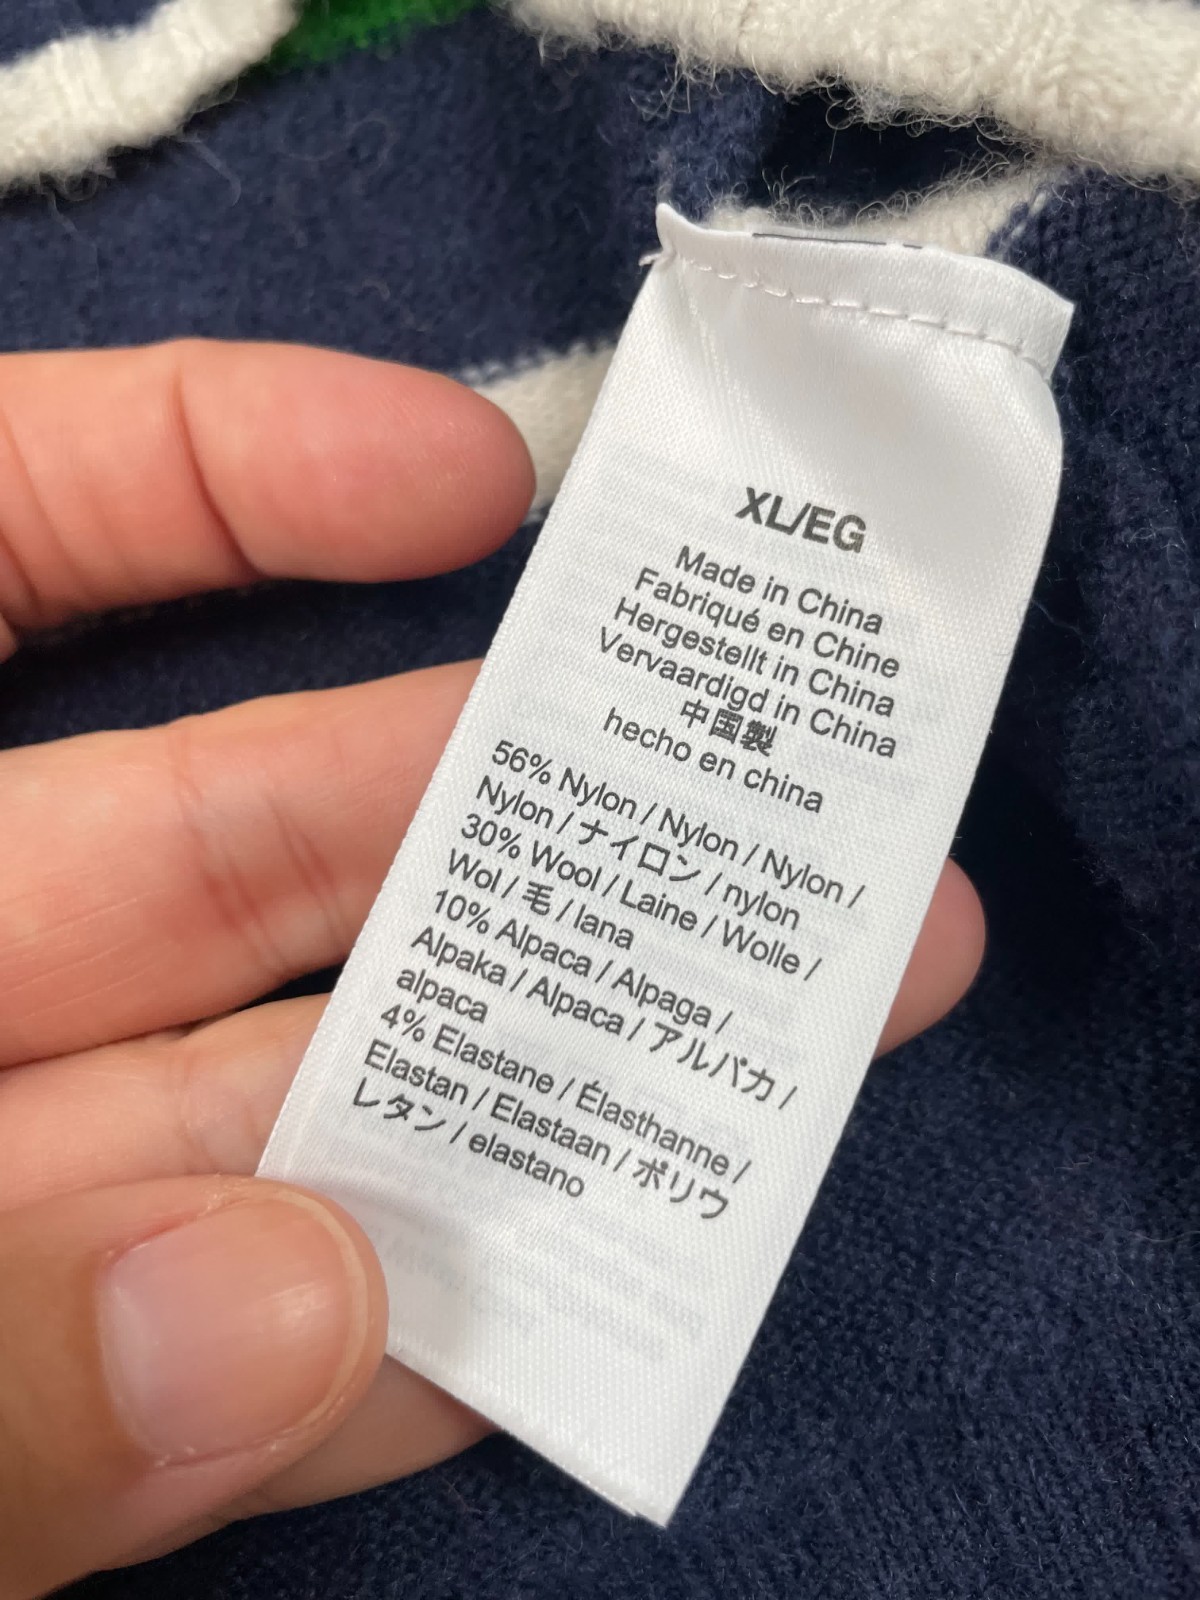 XL/EG
Made in China
Fabriqué en Chine
Hergestellt in China
Vervaardigd in China
中国製
hecho en china
56% Nylon / Nylon / Nylon /
Nylon / ナイロン / nylon
30% Wool / Laine / Wolle /
Wol / 毛 / lana
10% Alpaca / Alpaga /
Alpaka / Alpaca / アルパカ /
alpaca
4% Elastane / Élasthanne /
Elastan / Elastaan / ポリウ
レタン / elastano